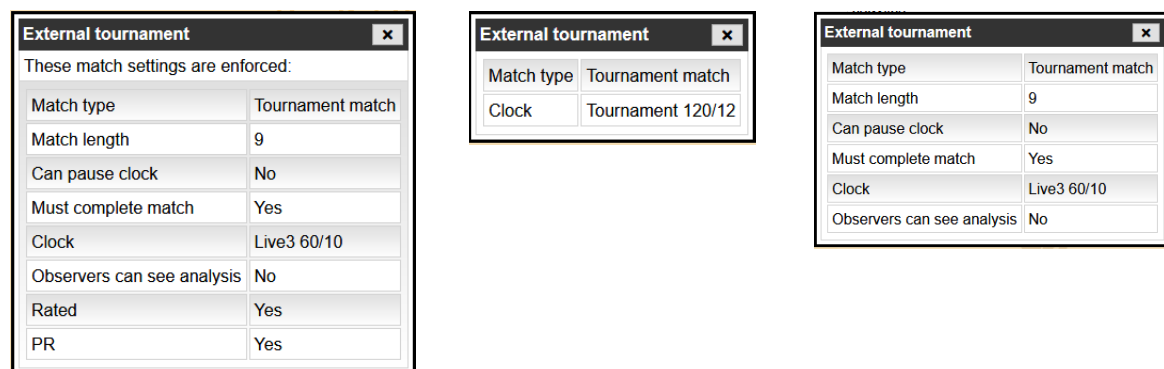 External tournament
These match settings are enforced:
Match type Tournament match
Match length 9
Can pause clock No
Must complete match Yes
Clock Live3 60/10
Observers can see analysis No
Rated Yes
PR Yes
External tournament
Match type Tournament match
Clock Tournament 120/12
External tournament
Match type Tournament match
Match length 9
Can pause clock No
Must complete match Yes
Clock Live3 60/10
Observers can see analysis No